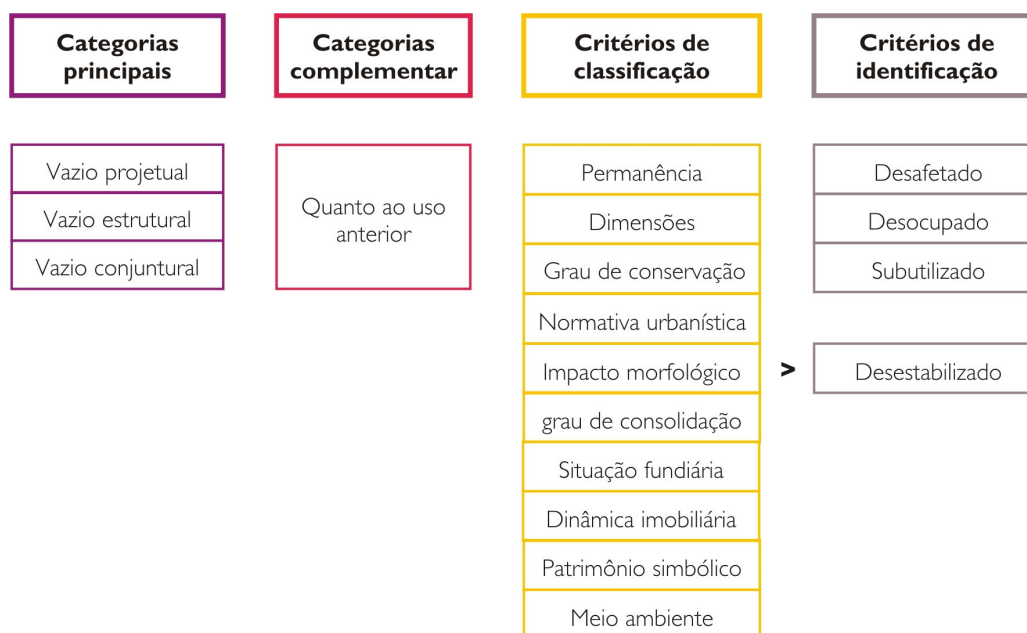 Categorias
principais
Categorias
complementar
Critérios de
classificação
Critérios de
identificação
Vazio projetual
Vazio estrutural
Vazio conjuntural
Quanto ao uso
anterior
Permanência
Dimensões
Grau de conservação
Normativa urbanística
Impacto morfológico
grau de consolidação
Situação fundiária
Dinâmica imobiliária
Patrimônio simbólico
Meio ambiente
>
Desafetado
Desocupado
Subutilizado
Desestabilizado